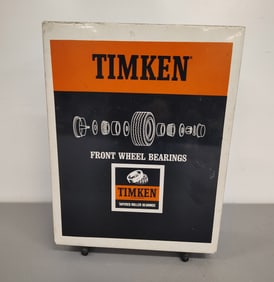 TIMKEN
FRONT WHEEL BEARINGS
TIMKEN
TAPERED ROLLER BEARINGS